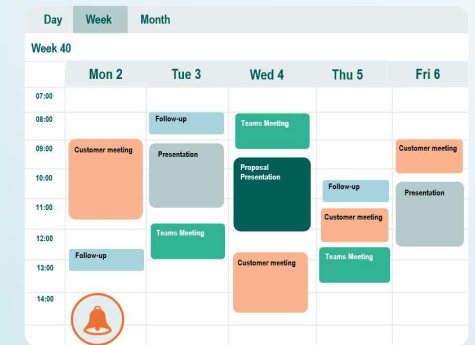 Day Week Month
Week 40
Mon 2 Tue 3 Wed 4 Thu 5 Fri 6
07:00
08:00
Follow-up
Teams Meeting
09:00
Customer meeting
Presentation
Customer meeting
Proposal
Presentation
10:00
Follow-up
Presentation
11:00
Customer meeting
Teams Meeting
12:00
Follow-up
Customer meeting
Teams Meeting
13:00
14:00